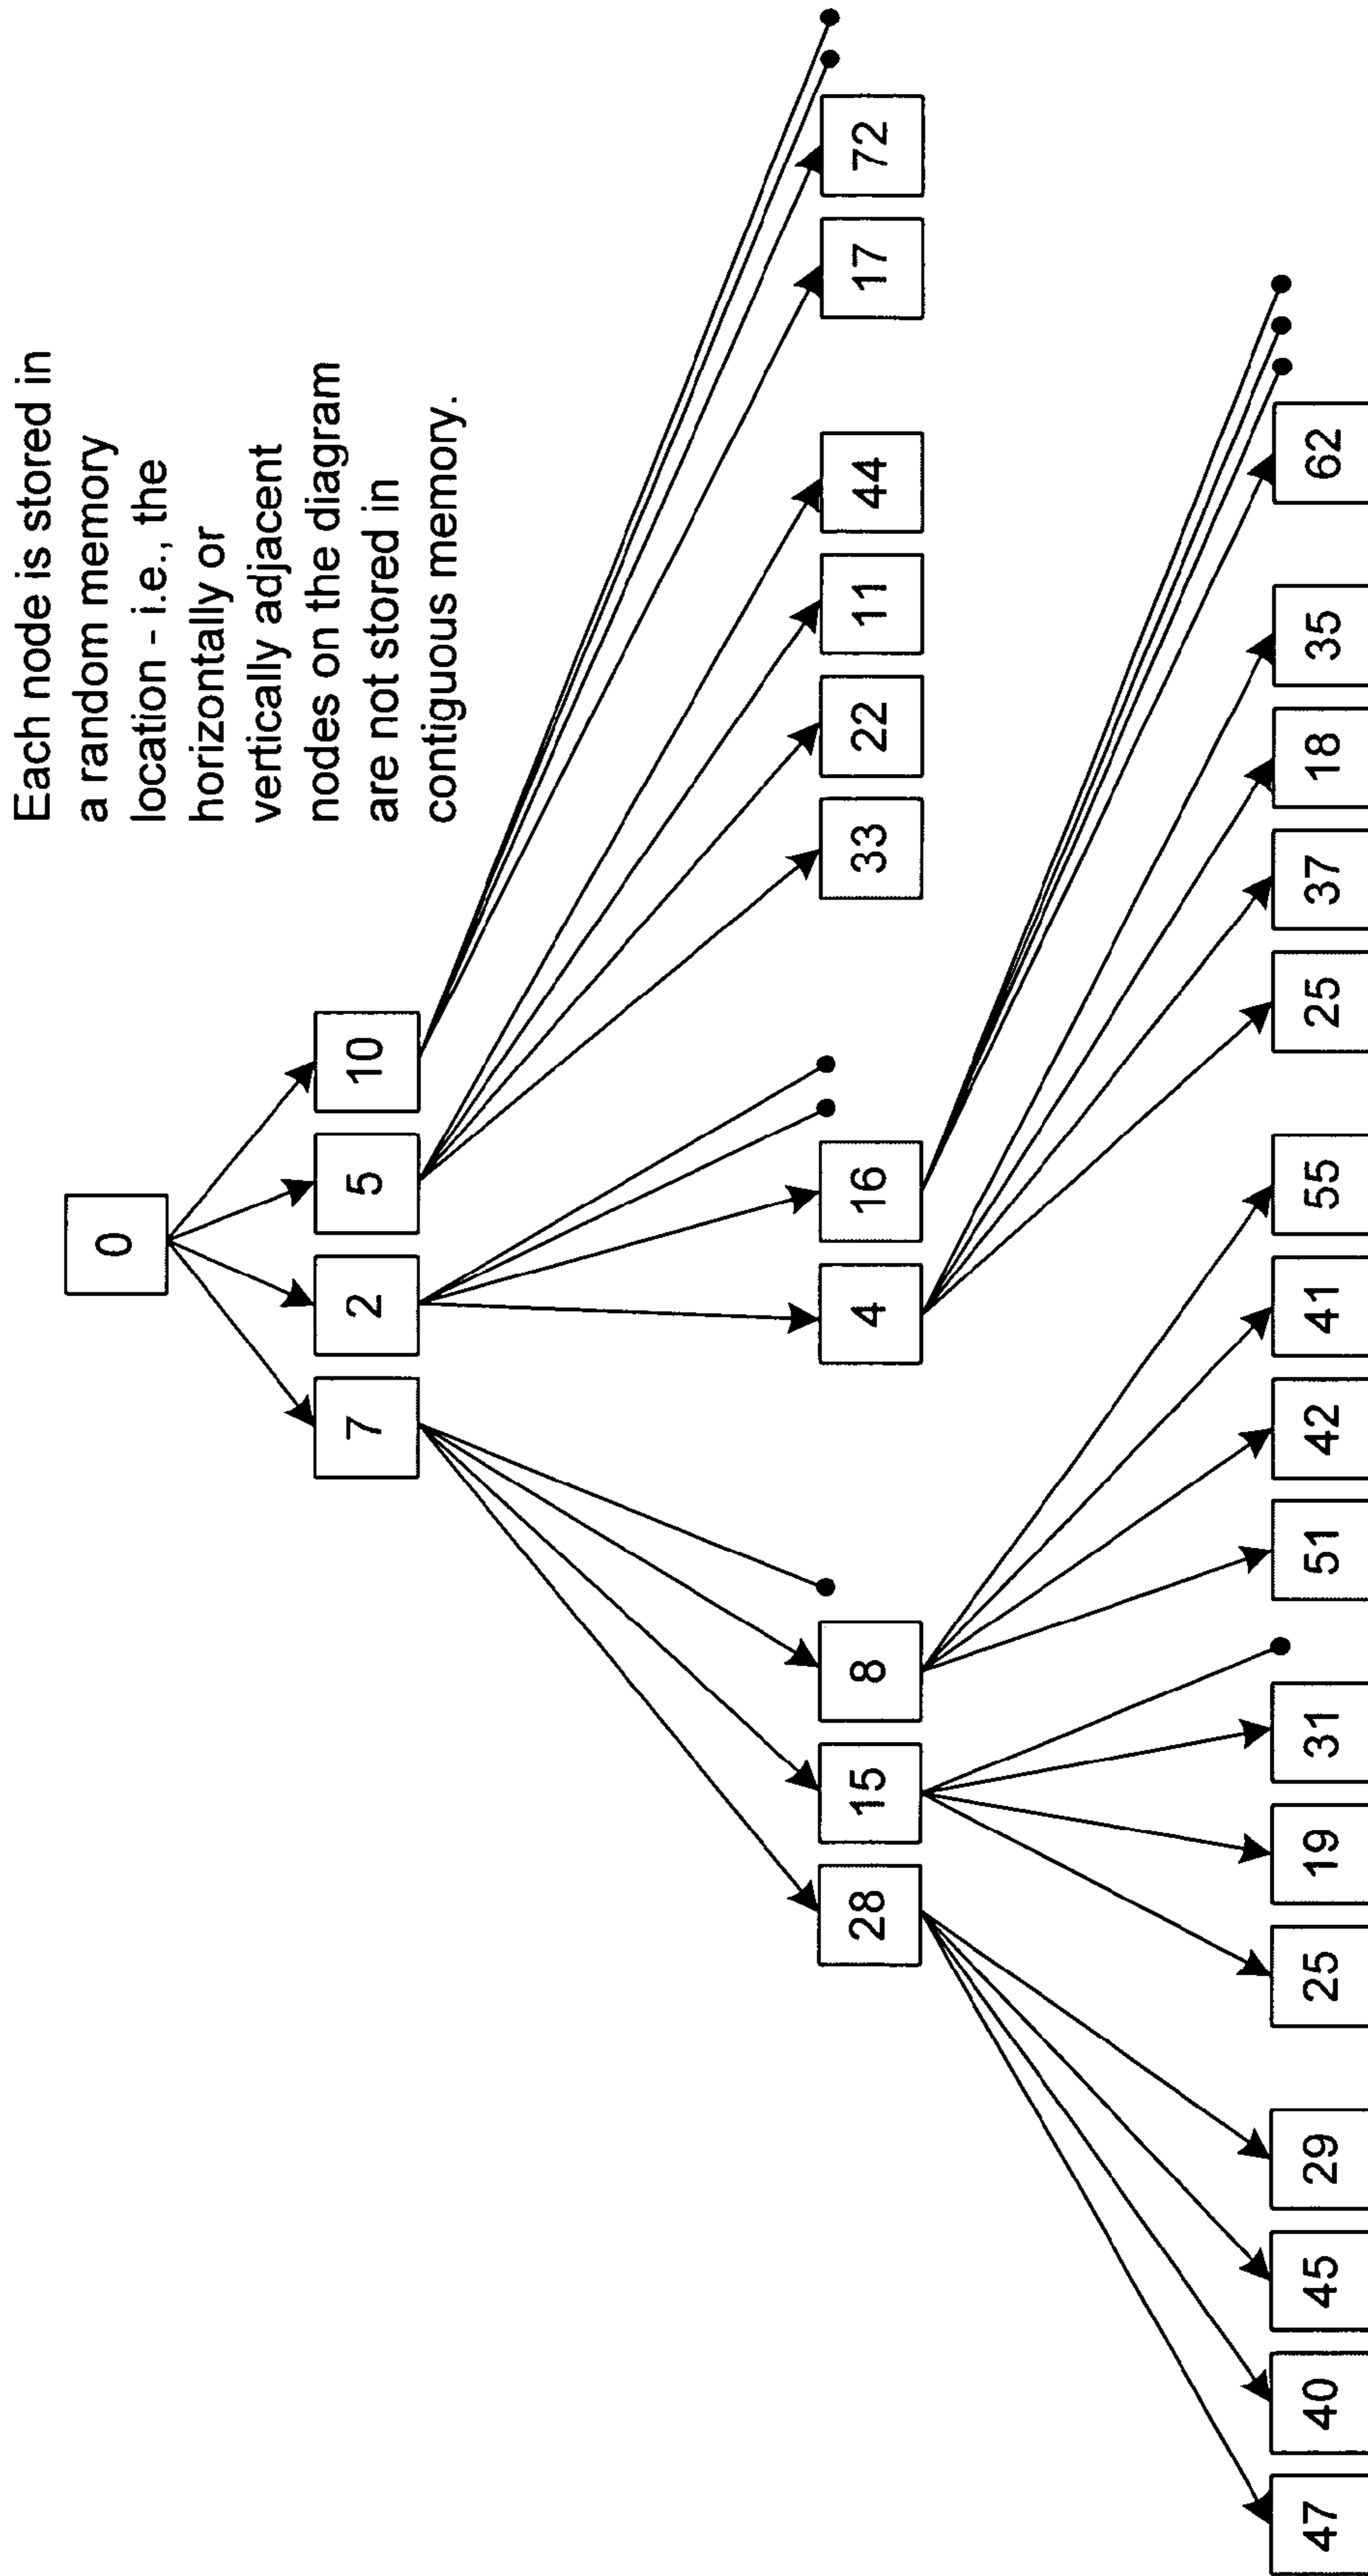 Each node is stored in
a random memory
location - i.e., the
horizontally or
vertically adjacent
nodes on the diagram
are not stored in
contiguous memory.
0
7 2 5 10
28 15 8 4 16 33 22 11 44 17 72
47 40 45 29 25 19 31 51 42 41 55 25 37 18 35 62